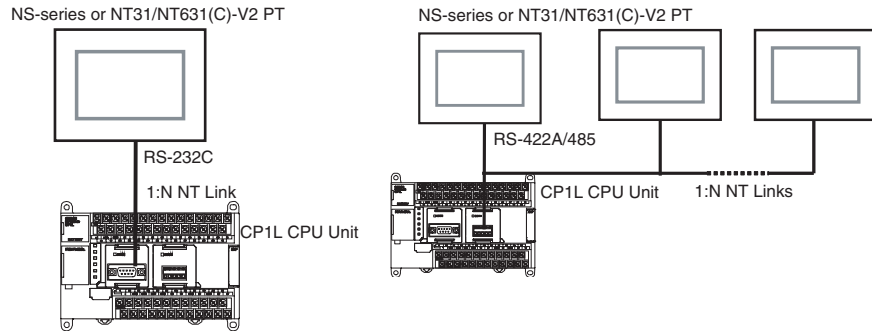 NS-series or NT31/NT631(C)-V2 PT
RS-232C
1:N NT Link
CP1L CPU Unit
NS-series or NT31/NT631(C)-V2 PT
RS-422A/485
CP1L CPU Unit
1:N NT Links